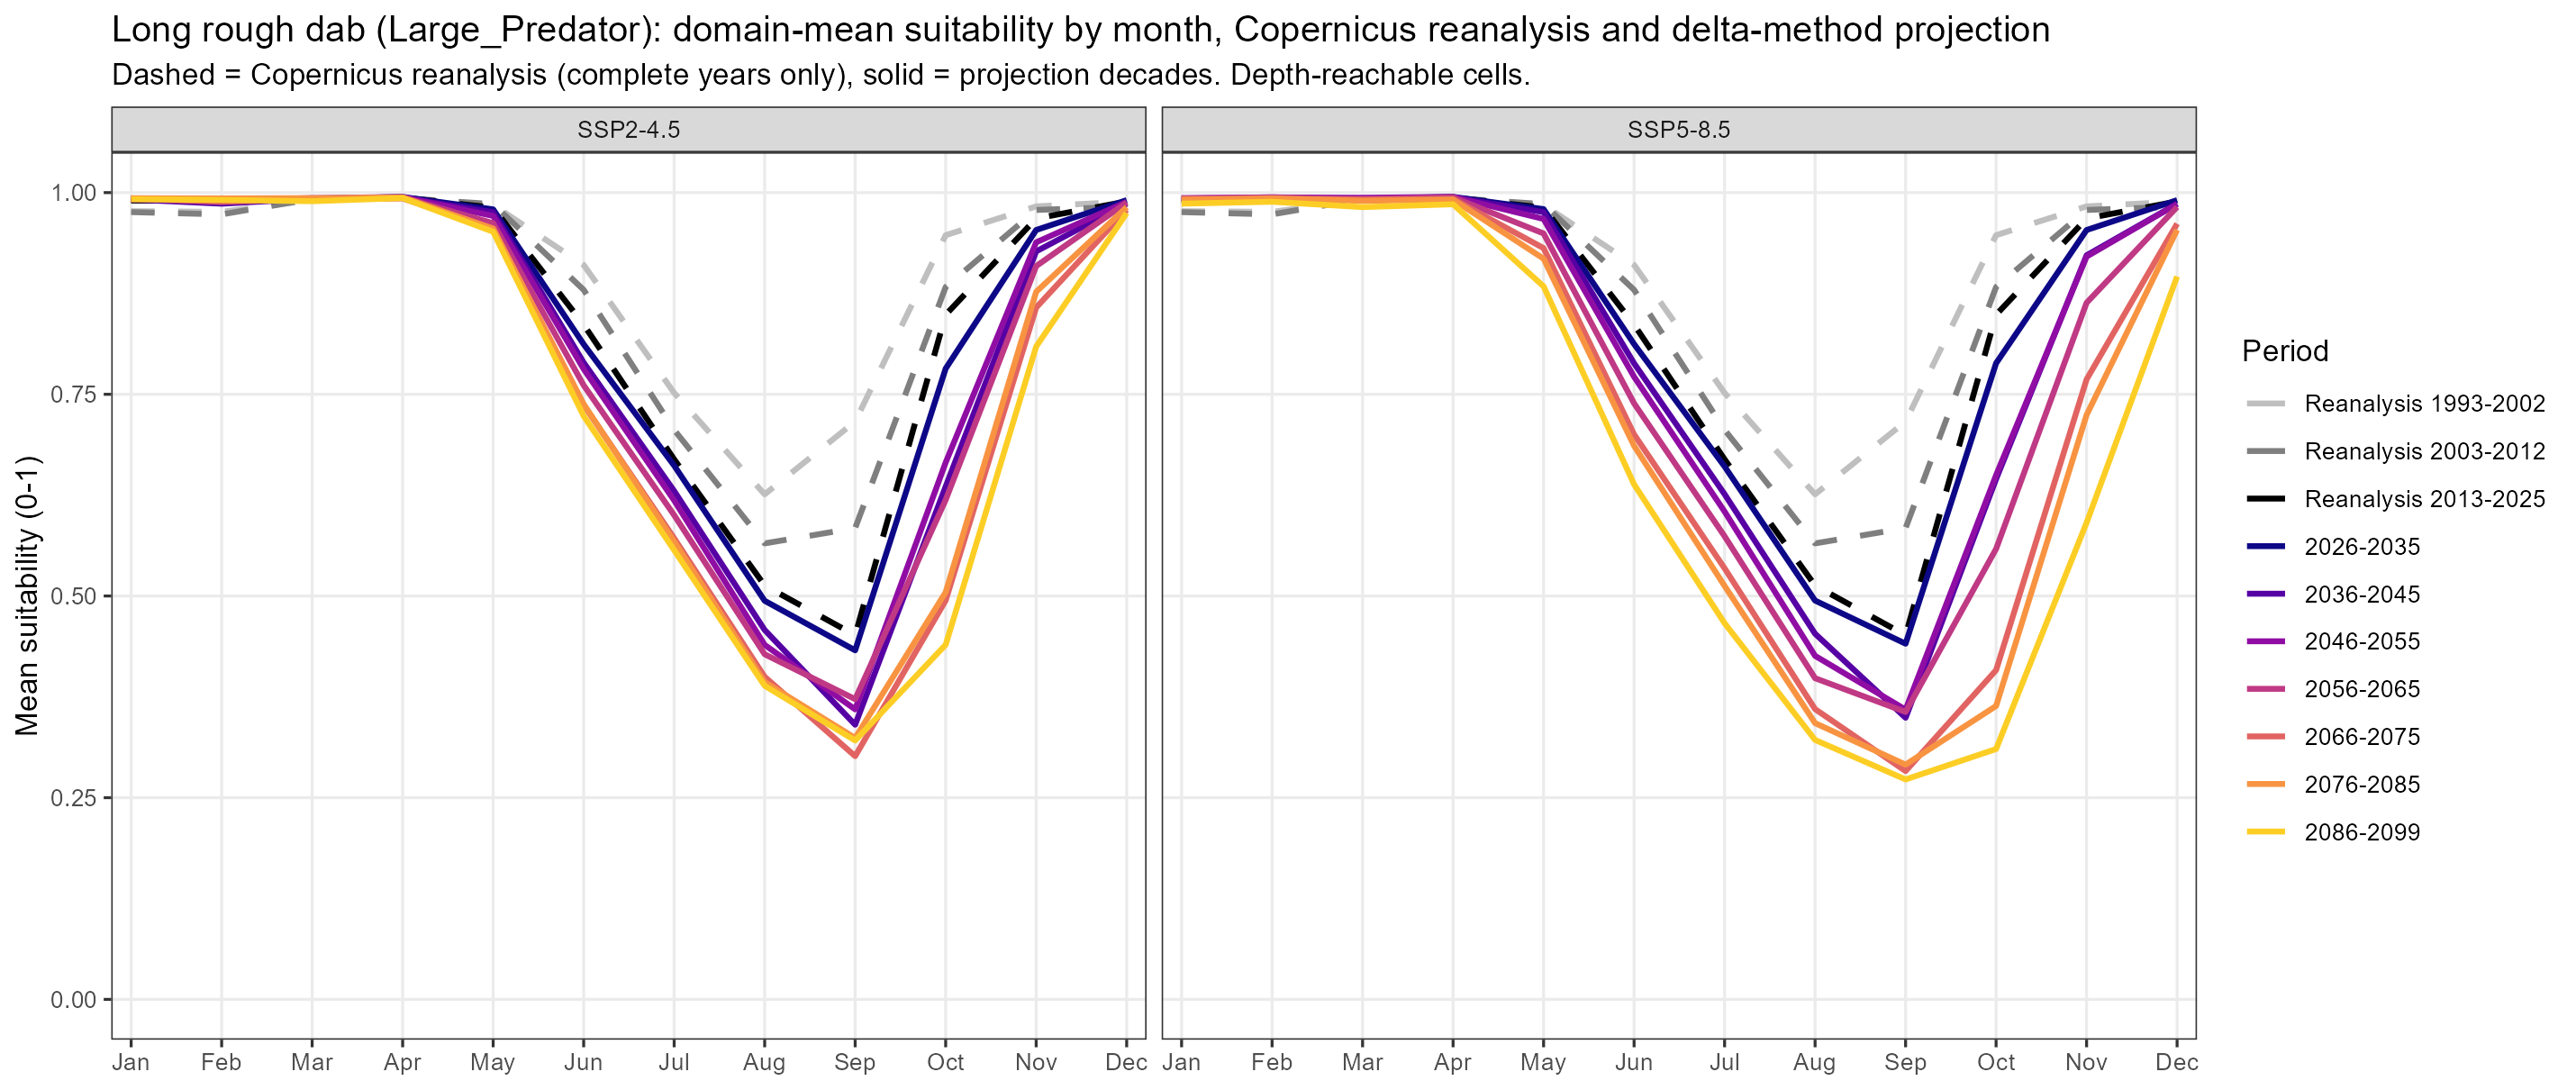 Long rough dab (Large_Predator): domain-mean suitability by month, Copernicus reanalysis and delta-method projection
Dashed = Copernicus reanalysis (complete years only), solid = projection decades. Depth-reachable cells.
SSP2-4.5
SSP5-8.5
Mean suitability (0-1)
1.00
0.75
0.50
0.25
0.00
Jan Feb Mar Apr May Jun Jul Aug Sep Oct Nov Dec
Jan Feb Mar Apr May Jun Jul Aug Sep Oct Nov Dec
Period
Reanalysis 1993-2002
Reanalysis 2003-2012
Reanalysis 2013-2025
2026-2035
2036-2045
2046-2055
2056-2065
2066-2075
2076-2085
2086-2099